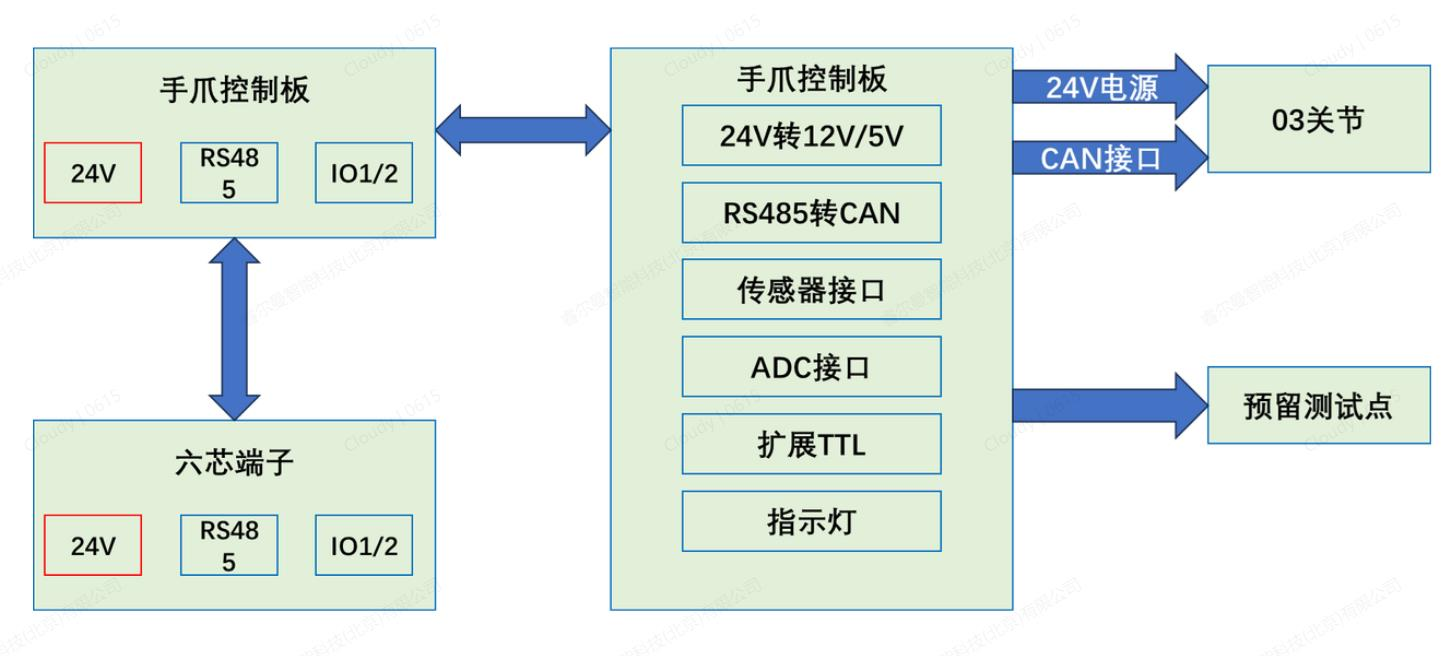 手爪控制板
24V
RS48
5
IO1/2
六芯端子
24V
RS48
5
IO1/2
手爪控制板
24V转12V/5V
RS485转CAN
传感器接口
ADC接口
扩展TTL
指示灯
24V电源
CAN接口
03关节
预留测试点
Cloudy | 0615
睿尔曼智能科技(北京)有限公司